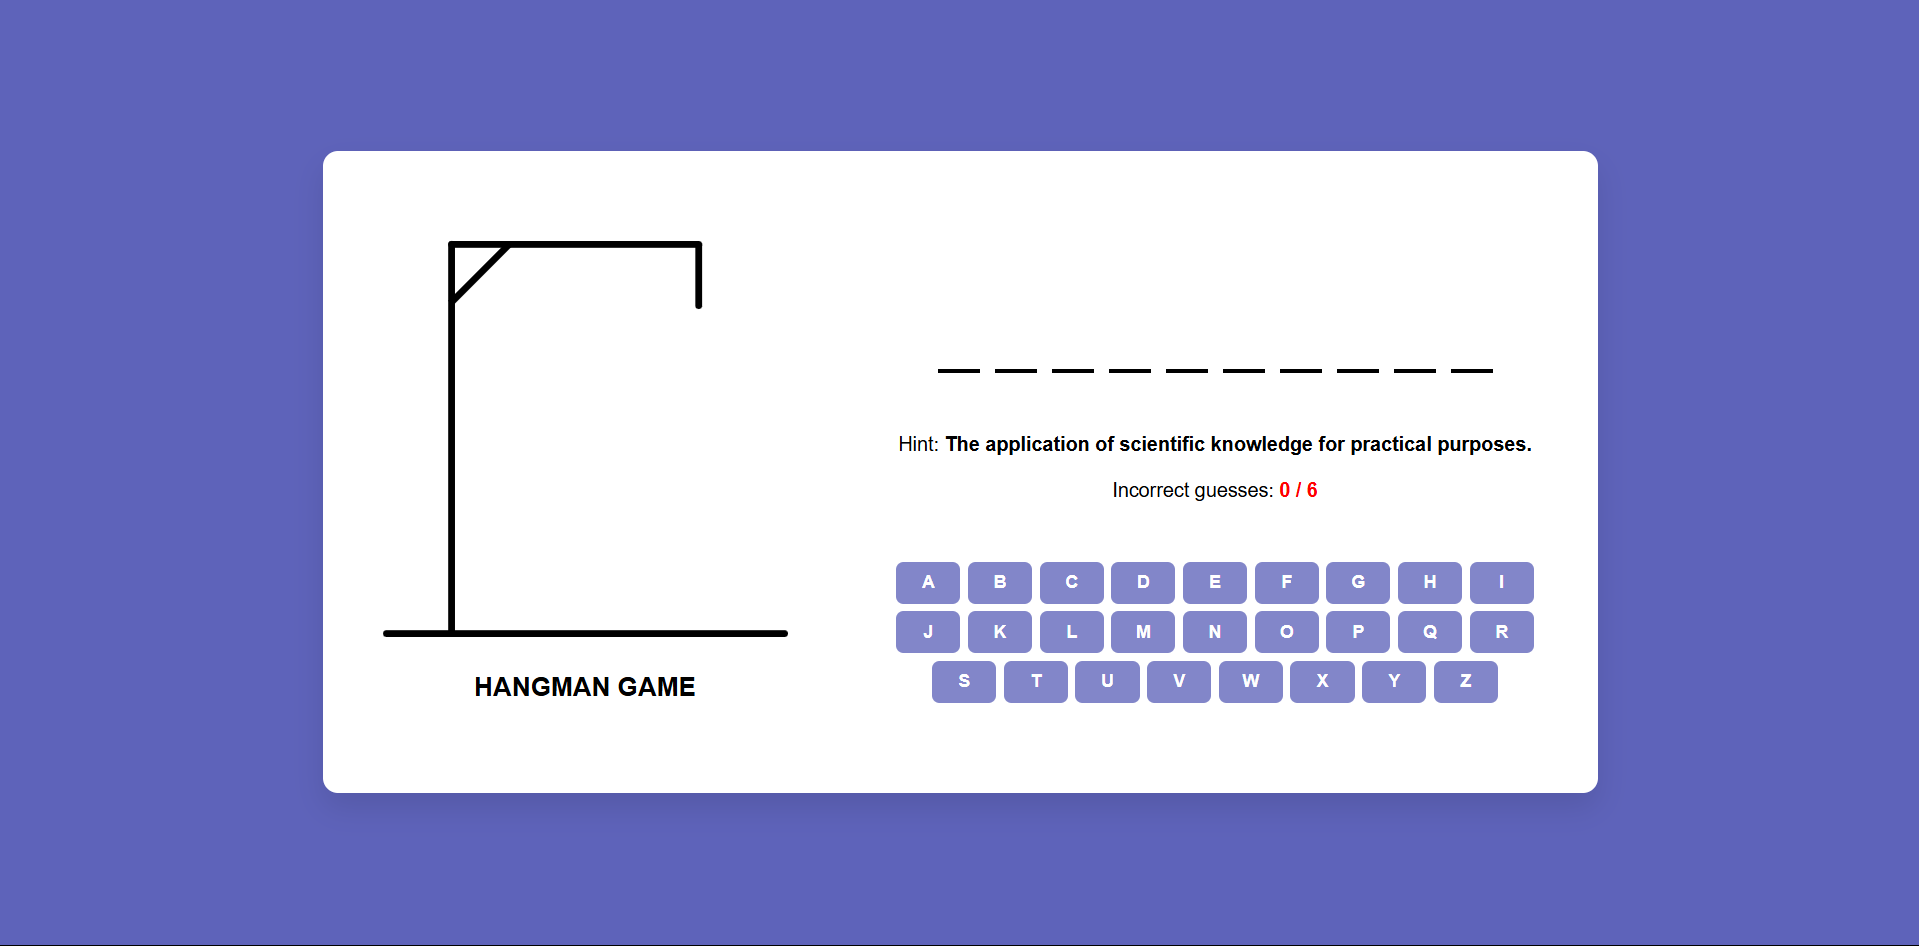 Hint: The application of scientific knowledge for practical purposes.
Incorrect guesses: 0 / 6
A B C D E F G H I
J K L M N O P Q R
S T U V W X Y Z
HANGMAN GAME